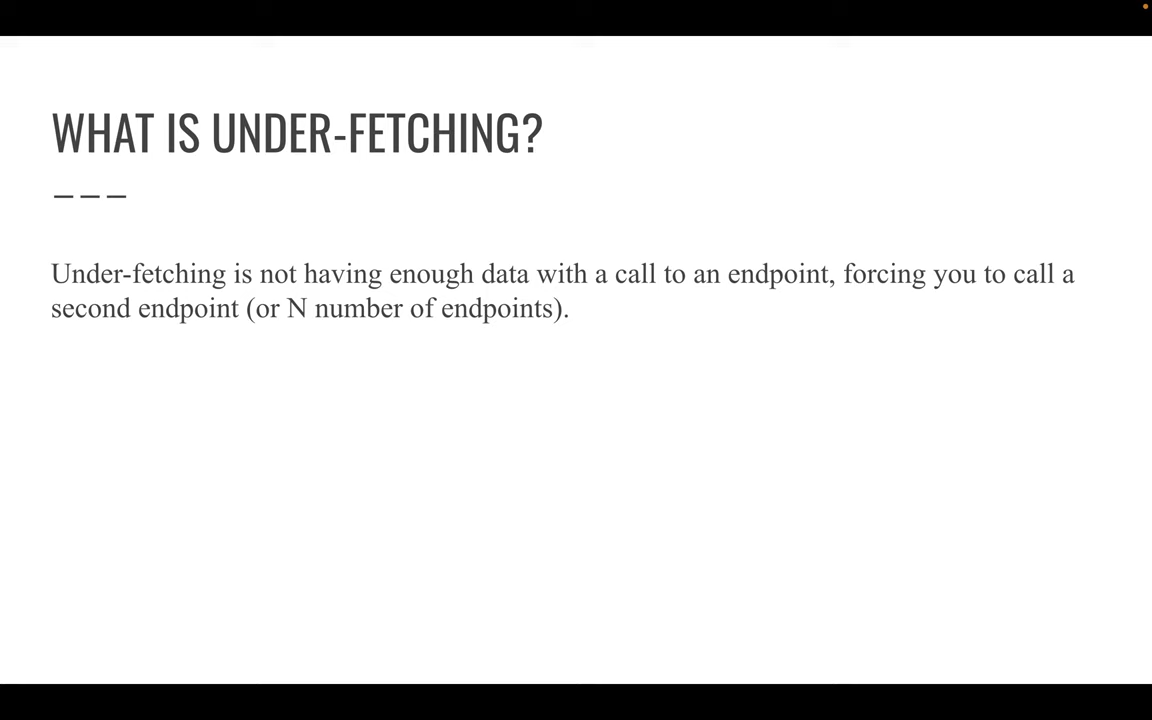 WHAT IS UNDER-FETCHING?
Under-fetching is not having enough data with a call to an endpoint, forcing you to call a
second endpoint (or N number of endpoints).